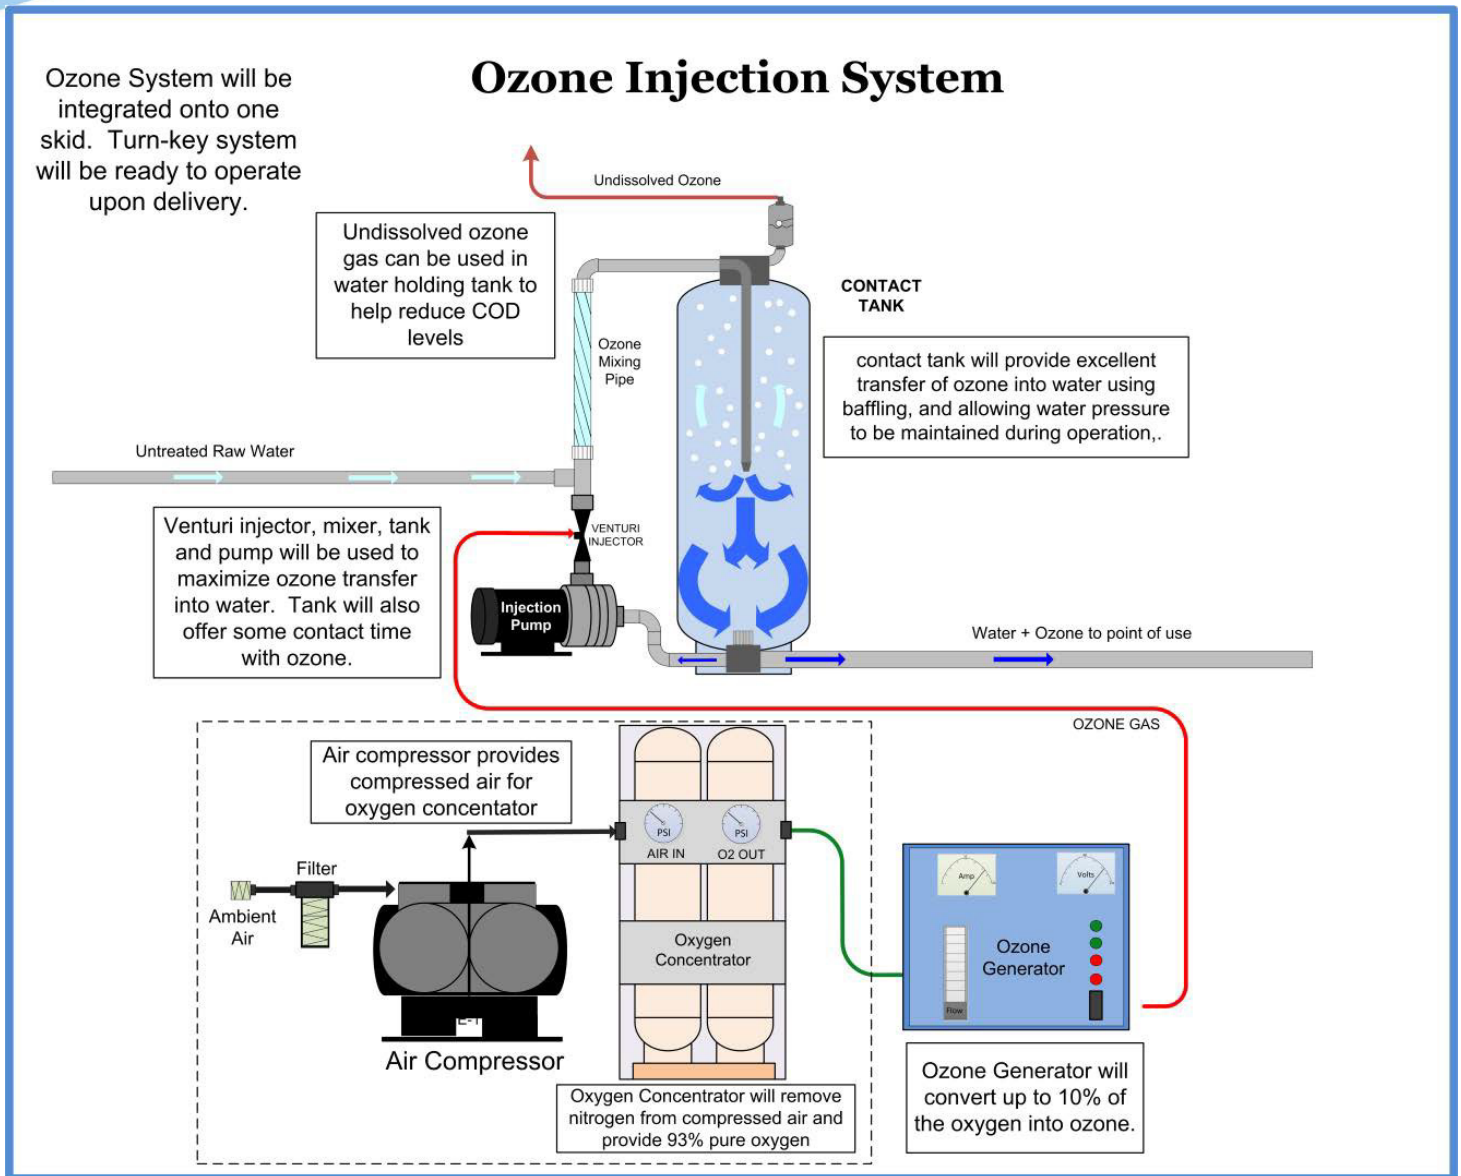 Ozone System will be
integrated onto one
skid. Turn-key system
will be ready to operate
upon delivery.
Ozone Injection System
Undissolved Ozone
Undissolved ozone
gas can be used in
water holding tank to
help reduce COD
levels
CONTACT
TANK
Ozone
Mixing
Pipe
contact tank will provide excellent
transfer of ozone into water using
baffling, and allowing water pressure
to be maintained during operation,.
Untreated Raw Water
Venturi injector, mixer, tank
and pump will be used to
maximize ozone transfer
into water. Tank will also
offer some contact time
with ozone.
VENTURI
INJECTOR
Injection
Pump
Water + Ozone to point of use
OZONE GAS
Air compressor provides
compressed air for
oxygen concentator
PSI
PSI
AIR IN
O2 OUT
Filter
Ambient
Air
Oxygen
Concentrator
Amp
Volts
Ozone
Generator
Flow
E-1
Air Compressor
Oxygen Concentrator will remove
nitrogen from compressed air and
provide 93% pure oxygen
Ozone Generator will
convert up to 10% of
the oxygen into ozone.